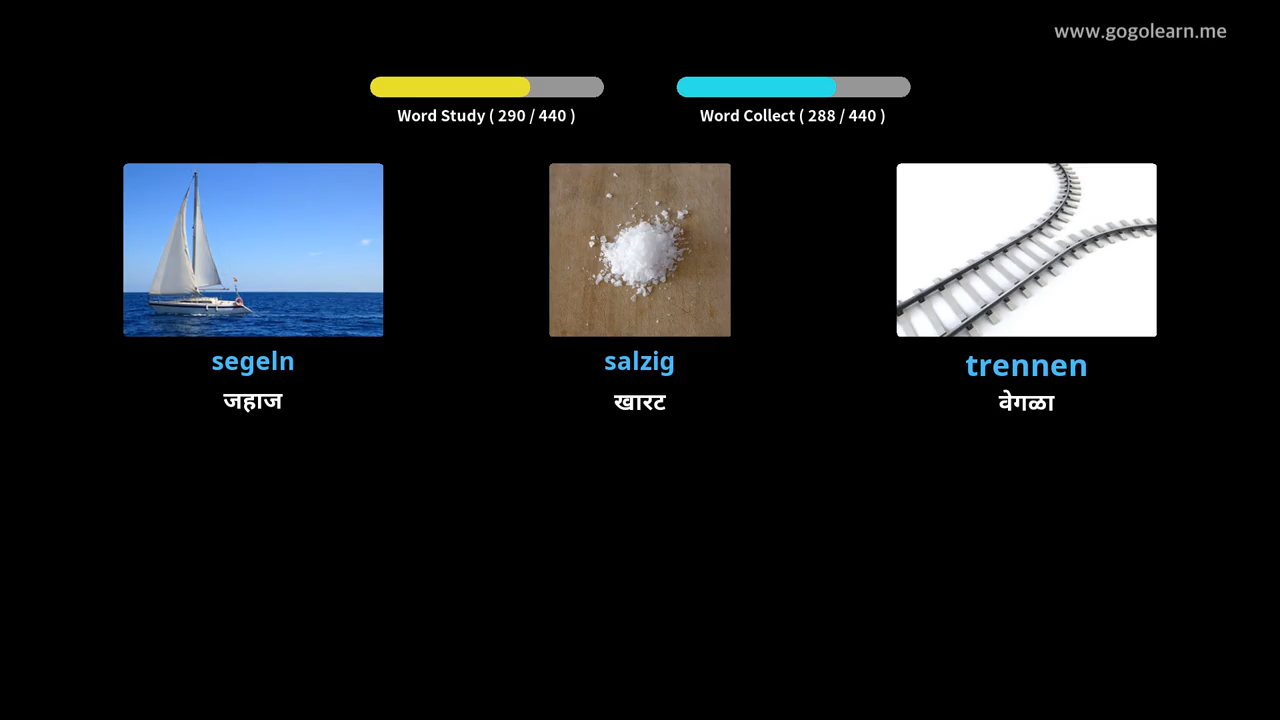 www.gogolearn.me
Word Study ( 290 / 440 )
Word Collect ( 288 / 440 )
segeln
salzig
trennen
जहाज
खारट
वेगळा